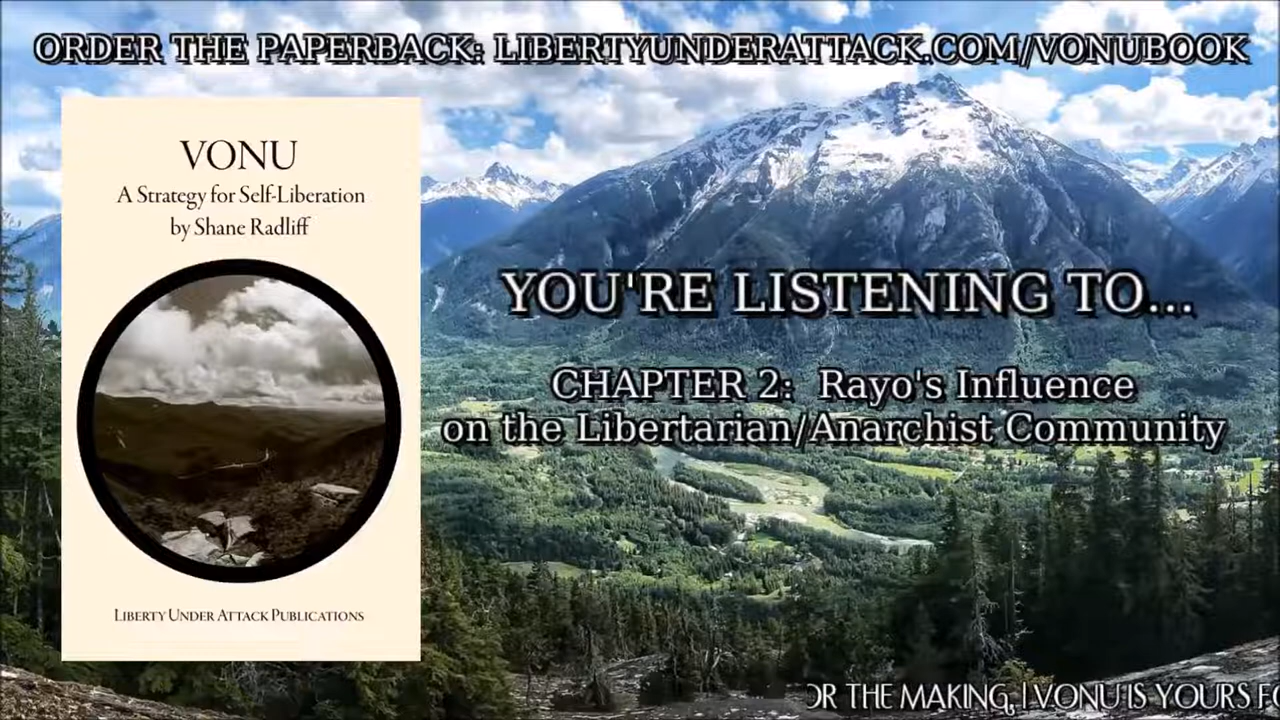 ORDER THE PAPERBACK: LIBERTYUNDERATTACK.COM/VONUBOOK
VONU
A Strategy for Self-Liberation
by Shane Radliff
LIBERTY UNDER ATTACK PUBLICATIONS
YOU'RE LISTENING TO...
CHAPTER 2: Rayo's Influence
on the Libertarian/Anarchist Community
OR THE MAKING | VONU IS YOURS FO